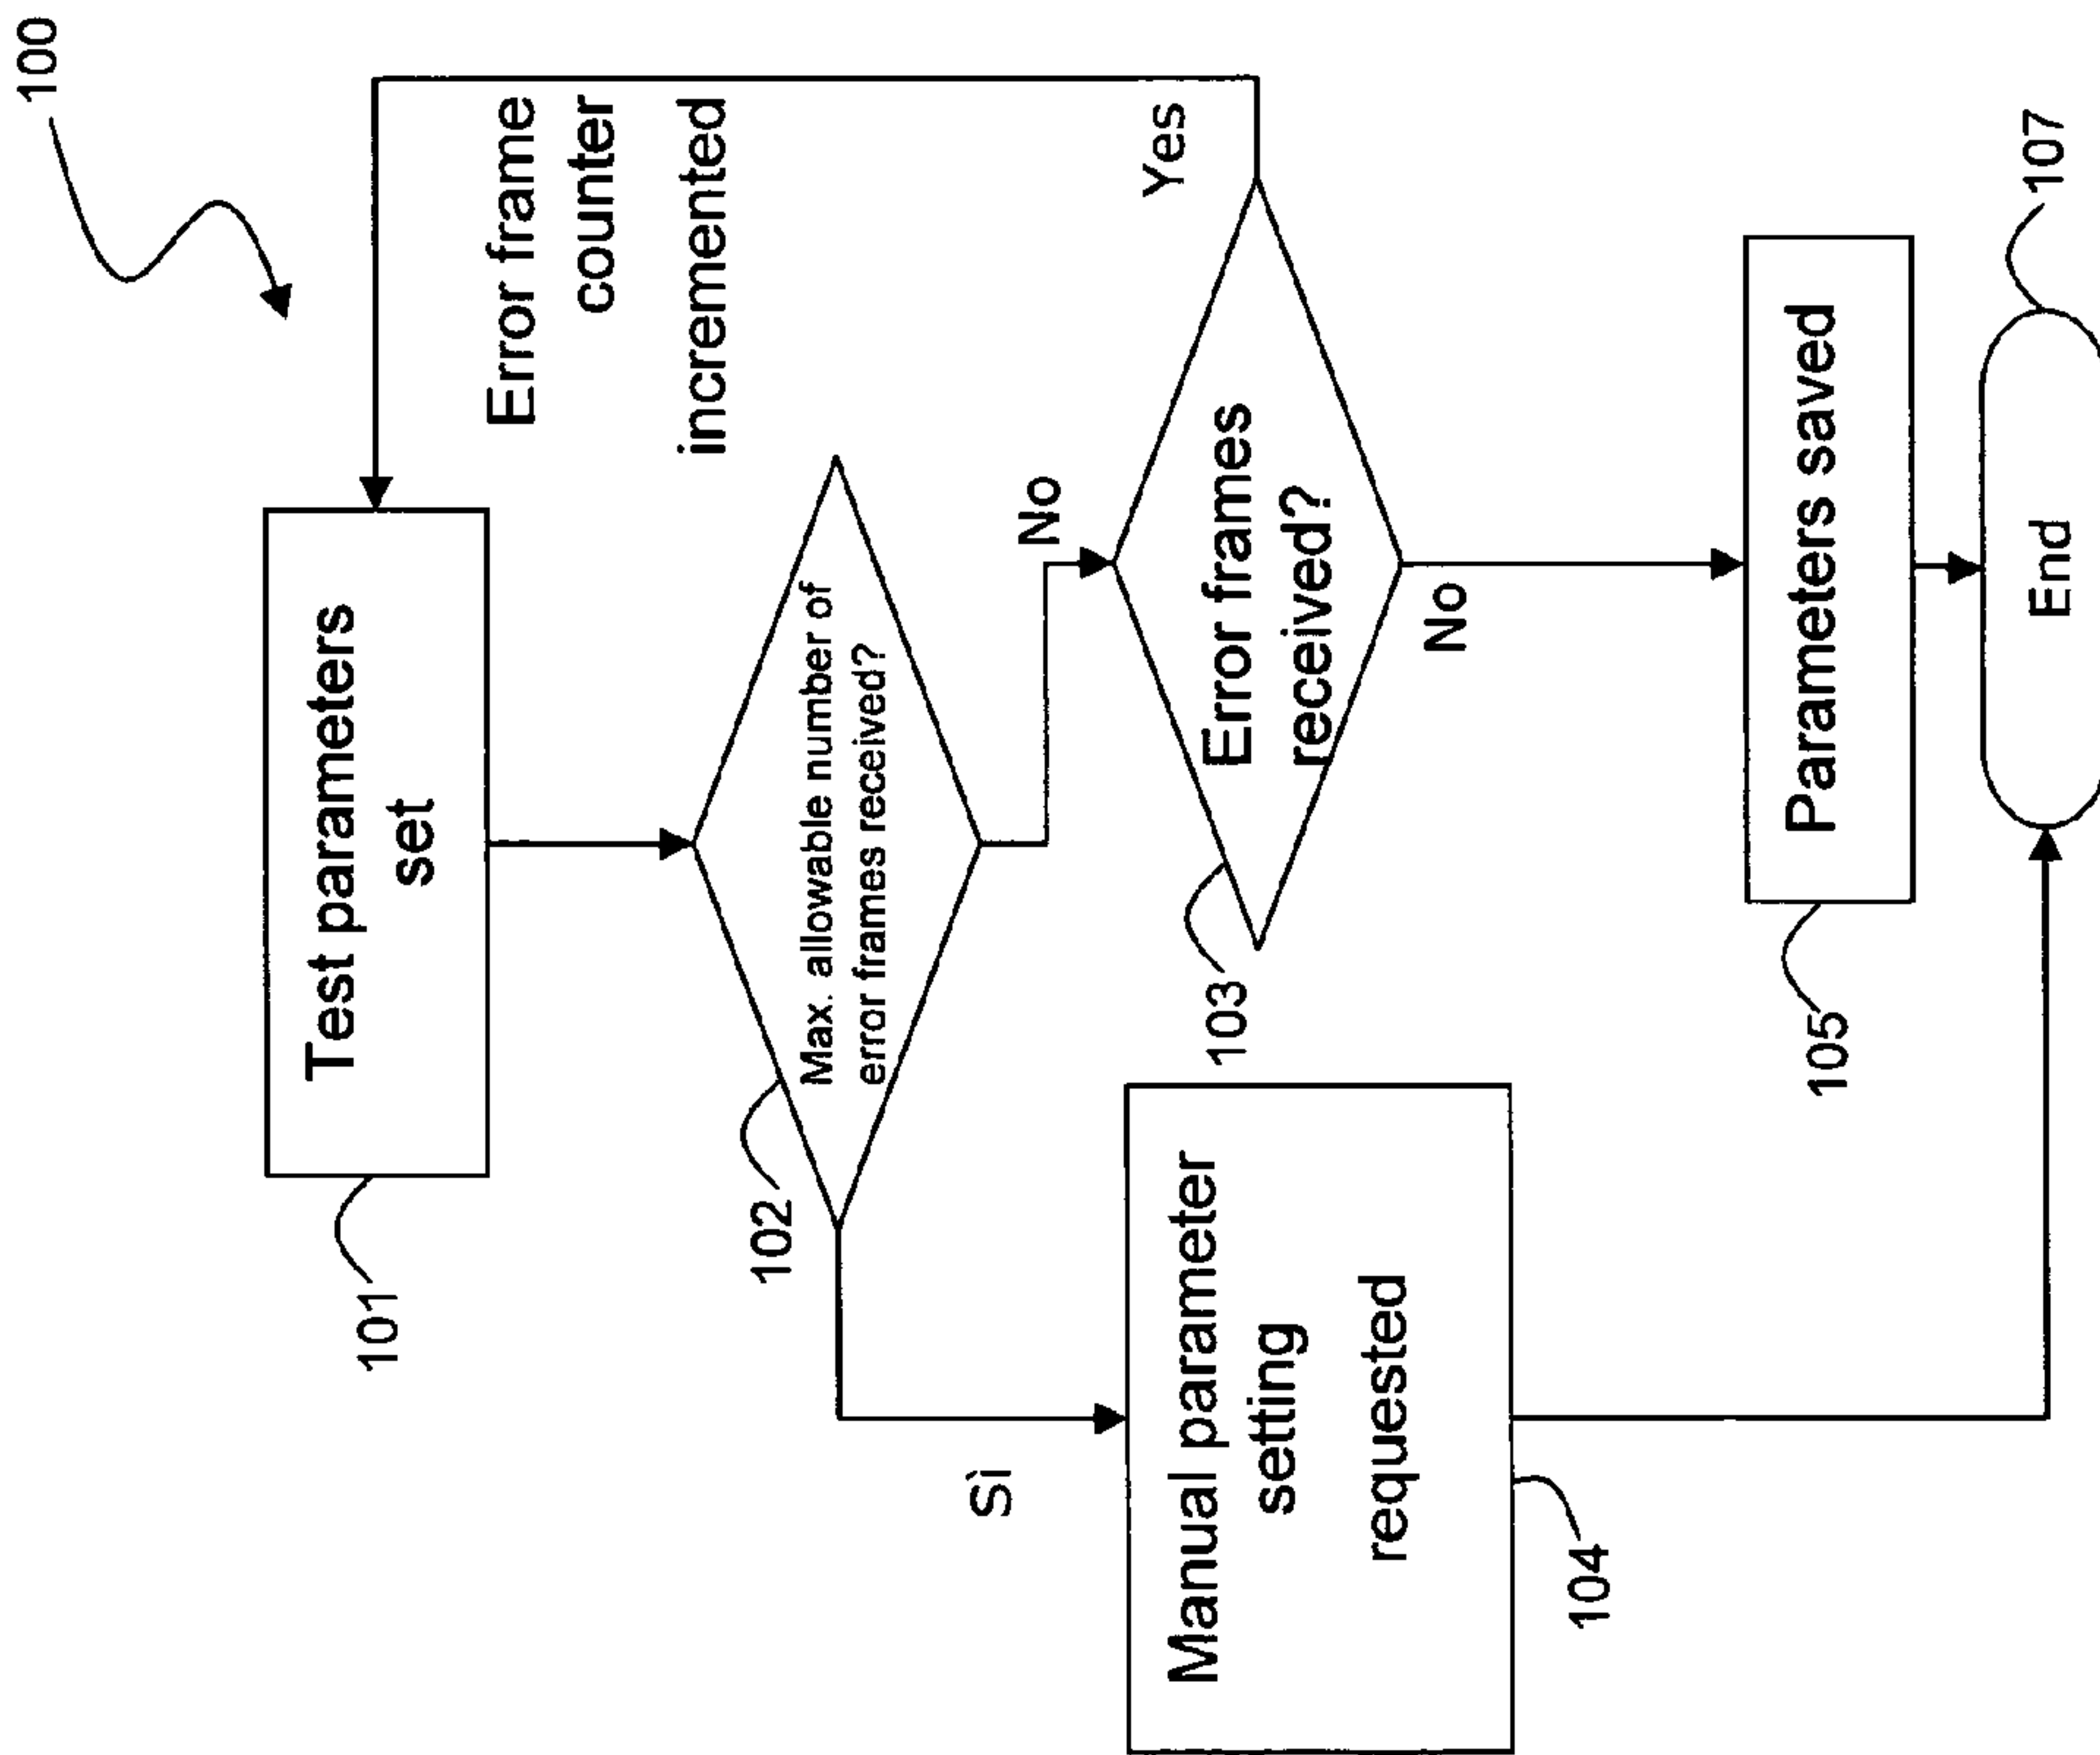 100
Test parameters
set
101
Error frame
counter
incremented
Max. allowable number of
error frames received?
102
Sì
No
Yes
Error frames
received?
103
No
Manual parameter
setting
requested
104
Parameters saved
105
End
107